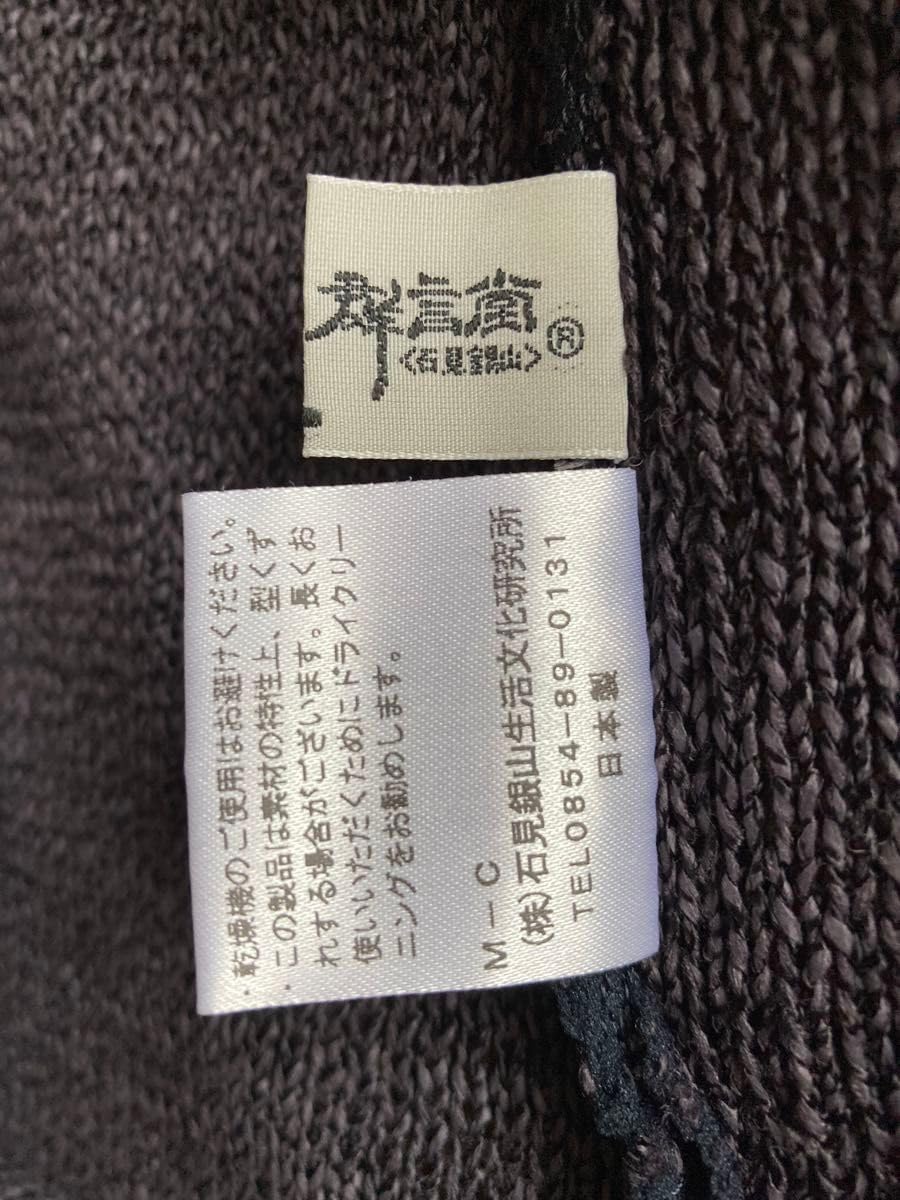 群言堂
<石見銀山>
®
・乾燥機のご使用はお避けください。
・この製品は素材の特性上、型くず
れする場合がございます。長くお
使いいただくためにドライクリー
ニングをお勧めします。
M－C
(株)石見銀山生活文化研究所
TEL0854－89－0131
日本製